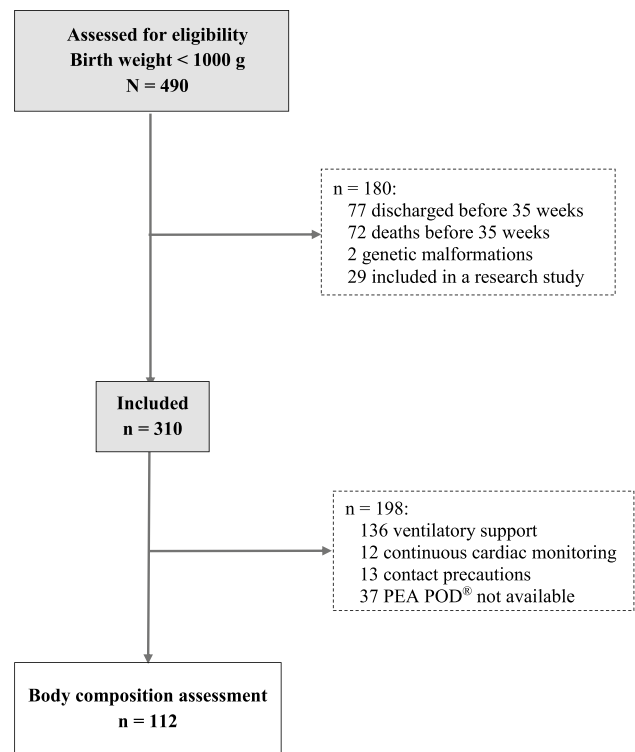 Assessed for eligibility
Birth weight < 1000 g
N = 490
n = 180:
77 discharged before 35 weeks
72 deaths before 35 weeks
2 genetic malformations
29 included in a research study
Included
n = 310
n = 198:
136 ventilatory support
12 continuous cardiac monitoring
13 contact precautions
37 PEA POD® not available
Body composition assessment
n = 112